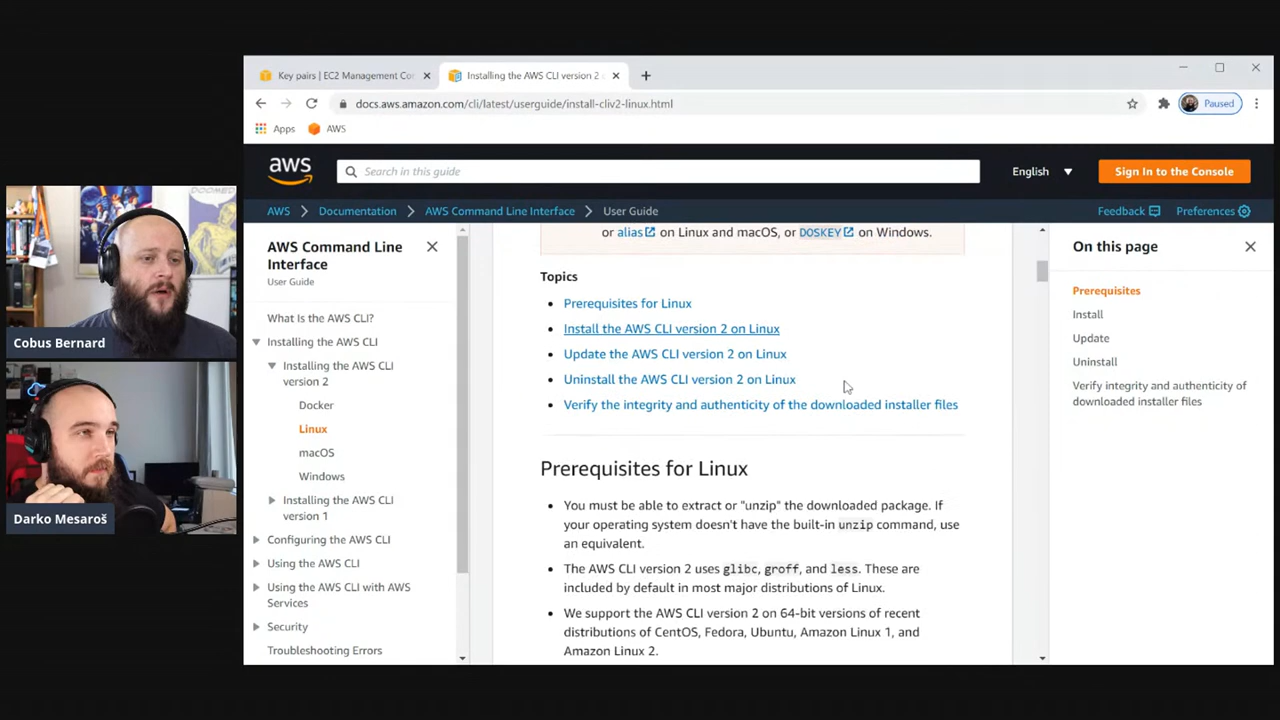 Key pairs | EC2 Management Con
Installing the AWS CLI version 2
docs.aws.amazon.com/cli/latest/userguide/install-cliv2-linux.html
Paused
Apps
AWS
aws
Search in this guide
English
Sign In to the Console
AWS
Documentation
AWS Command Line Interface
User Guide
Feedback
Preferences
AWS Command Line
Interface
User Guide
What Is the AWS CLI?
Installing the AWS CLI
Installing the AWS CLI
version 2
Docker
Linux
macOS
Windows
Installing the AWS CLI
version 1
Configuring the AWS CLI
Using the AWS CLI
Using the AWS CLI with AWS
Services
Security
Troubleshooting Errors
or alias on Linux and macOS, or DOSKEY on Windows.
Topics
Prerequisites for Linux
Install the AWS CLI version 2 on Linux
Update the AWS CLI version 2 on Linux
Uninstall the AWS CLI version 2 on Linux
Verify the integrity and authenticity of the downloaded installer files
Prerequisites for Linux
You must be able to extract or "unzip" the downloaded package. If
your operating system doesn't have the built-in unzip command, use
an equivalent.
The AWS CLI version 2 uses glibc, groff, and less. These are
included by default in most major distributions of Linux.
We support the AWS CLI version 2 on 64-bit versions of recent
distributions of CentOS, Fedora, Ubuntu, Amazon Linux 1, and
Amazon Linux 2.
On this page
Prerequisites
Install
Update
Uninstall
Verify integrity and authenticity of
downloaded installer files
Cobus Bernard
Darko Mesaroš